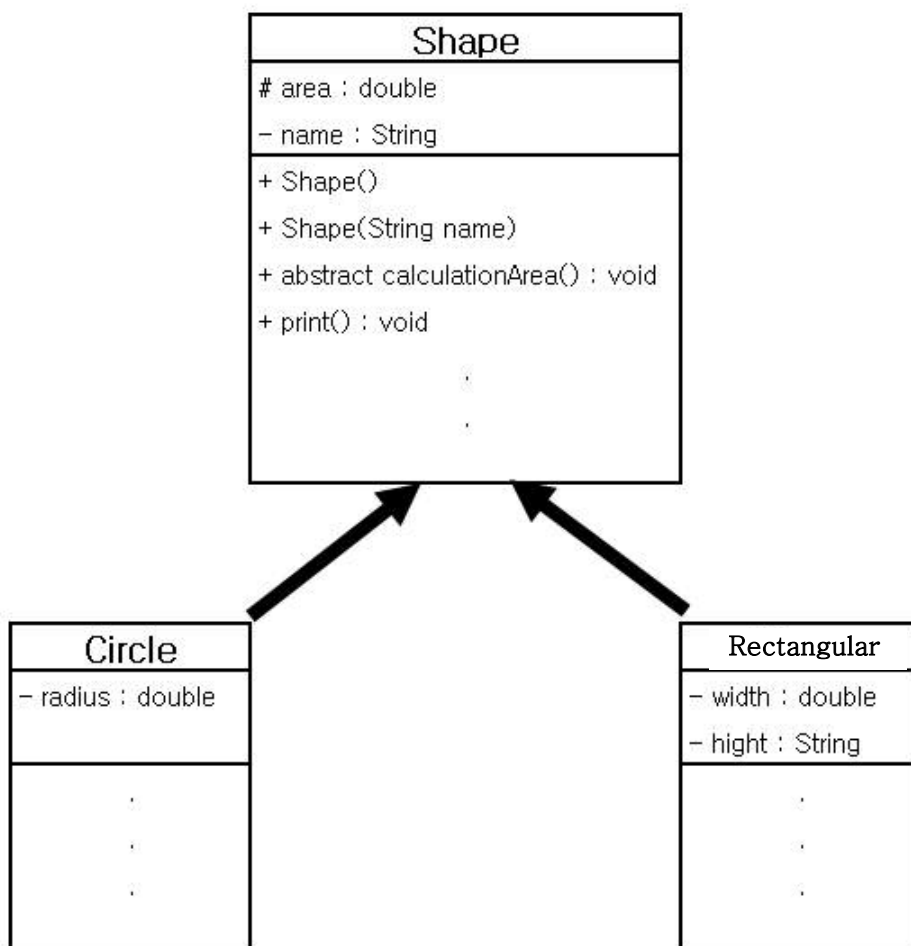 Shape
# area : double
- name : String
+ Shape()
+ Shape(String name)
+ abstract calculationArea() : void
+ print() : void
.
.
Circle
- radius : double
.
.
.
Rectangular
- width : double
- hight : String
.
.
.